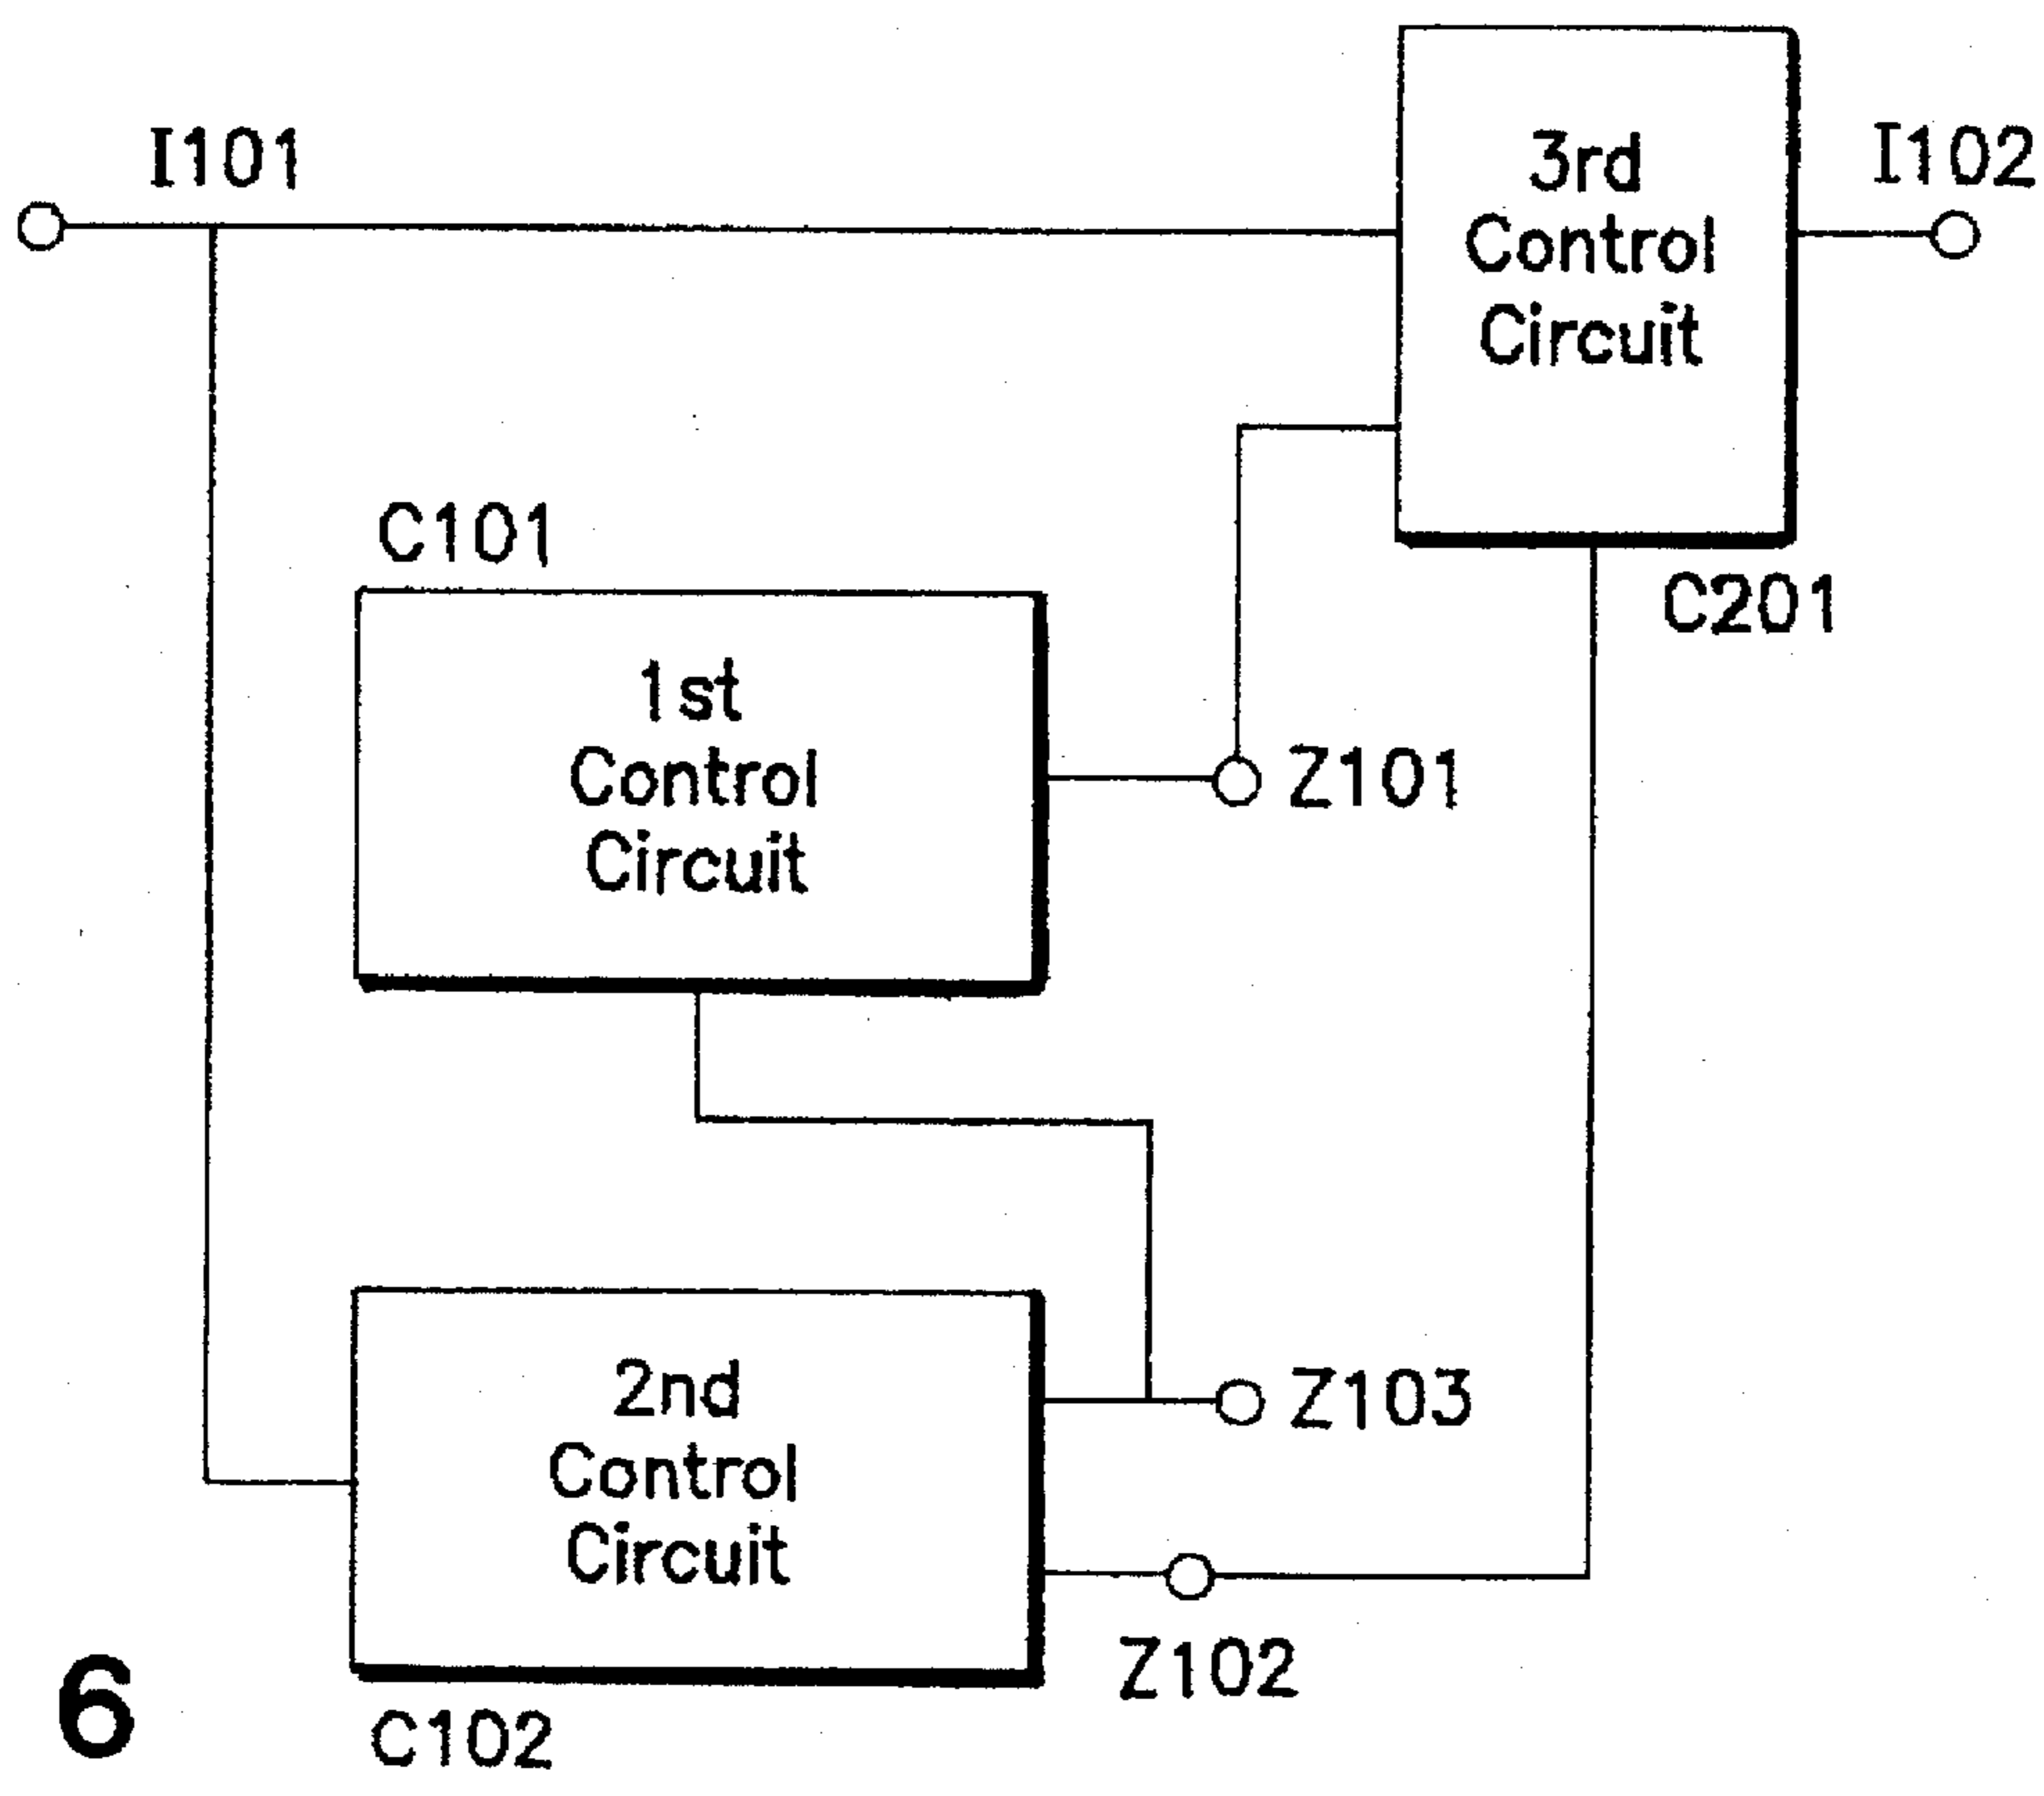 I101
3rd
Control
Circuit
I102
C201
C101
1st
Control
Circuit
Z101
2nd
Control
Circuit
Z103
Z102
C102
6